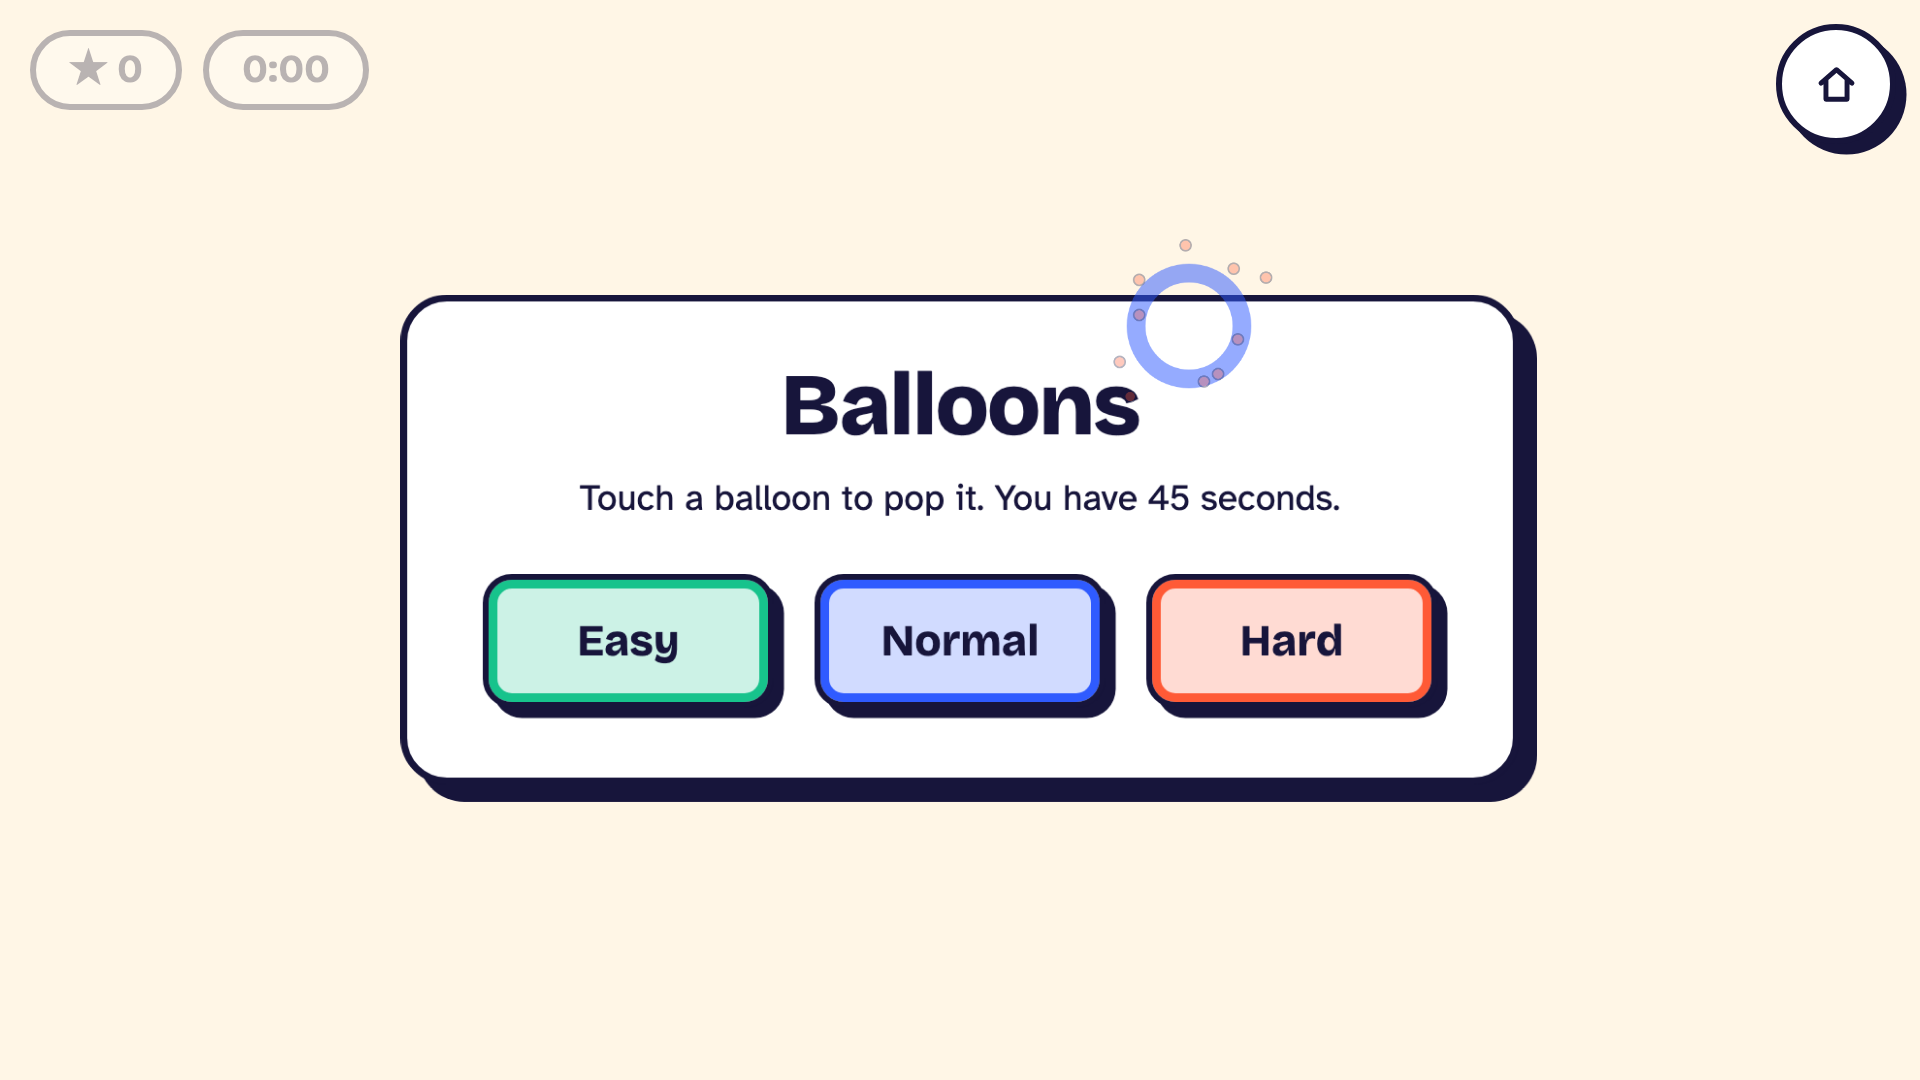 ★ 0
0:00
Balloons
Touch a balloon to pop it. You have 45 seconds.
Easy
Normal
Hard